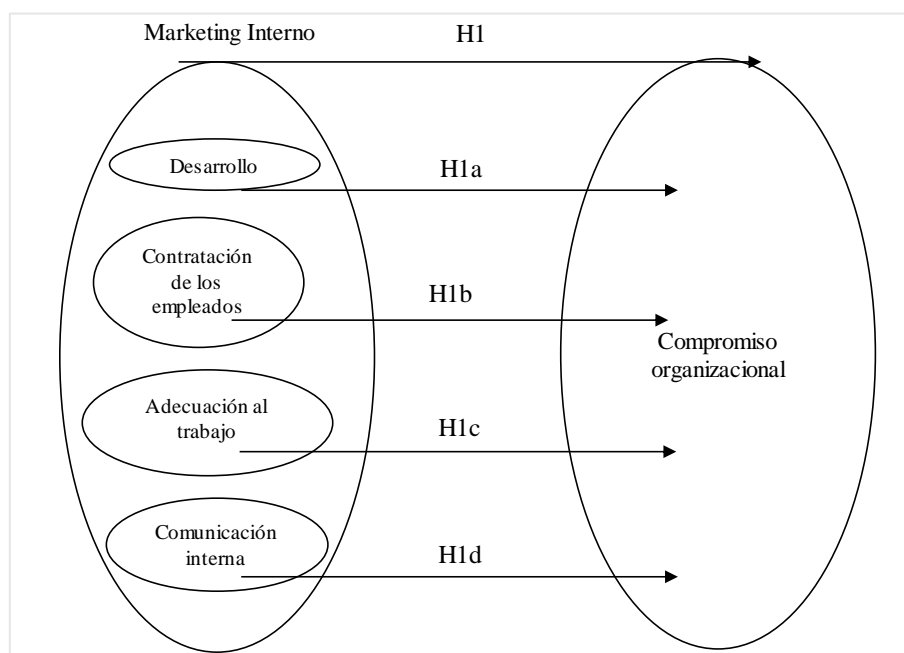 Marketing Interno
H1
Desarrollo
H1a
Contratación
de los
empleados
H1b
Compromiso
organizacional
Adecuación al
trabajo
H1c
Comunicación
interna
H1d